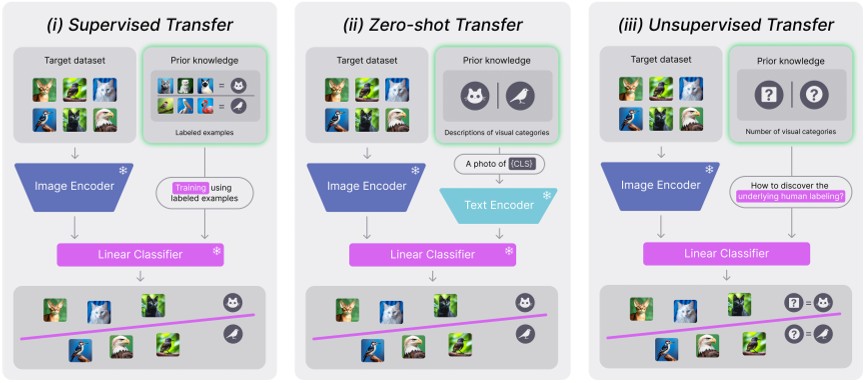 (i) Supervised Transfer
Target dataset
Prior knowledge
=
=
Labeled examples
Image Encoder
Training using
labeled examples
Linear Classifier
(ii) Zero-shot Transfer
Target dataset
Prior knowledge
Descriptions of visual categories
A photo of {CLS}
Image Encoder
Text Encoder
Linear Classifier
(iii) Unsupervised Transfer
Target dataset
Prior knowledge
? | ?
Number of visual categories
Image Encoder
How to discover the
underlying human labeling?
Linear Classifier
? =
? =